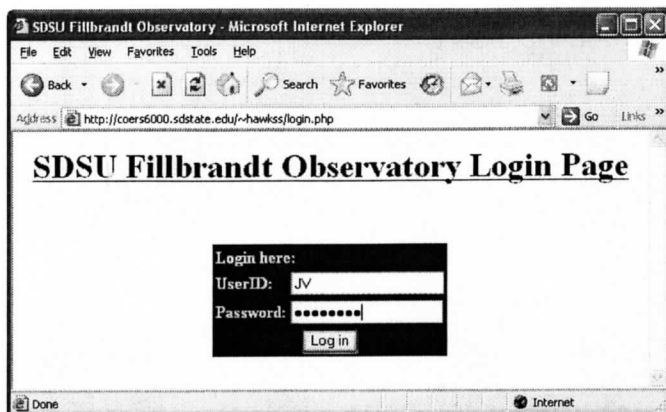 SDSU Fillbrandt Observatory - Microsoft Internet Explorer
File Edit View Favorites Tools Help
Back Search Favorites »
Address http://coers6000.sdstate.edu/~hawkss/login.php Go Links »
SDSU Fillbrandt Observatory Login Page
Login here:
UserID: JV
Password: ••••••••
Log in
Done Internet